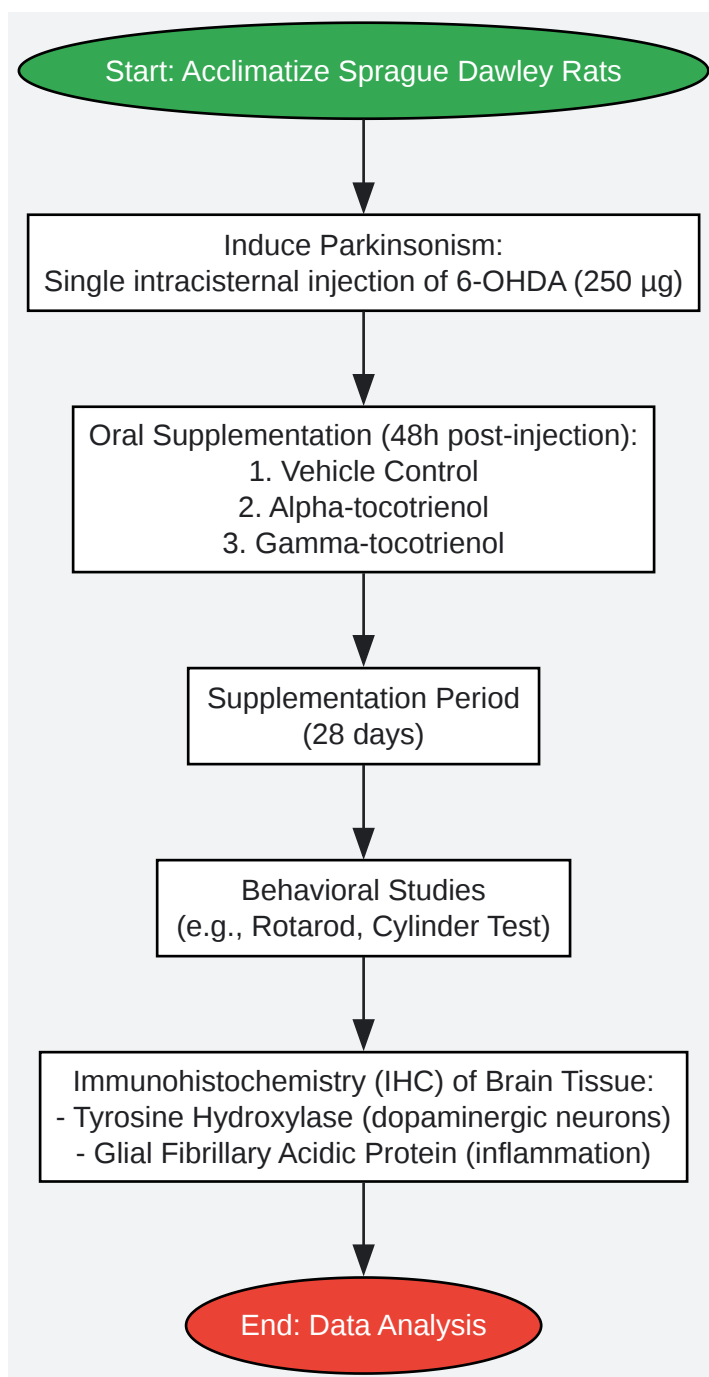 Start: Acclimatize Sprague Dawley Rats
Induce Parkinsonism:
Single intracisternal injection of 6-OHDA (250 µg)
Oral Supplementation (48h post-injection):
1. Vehicle Control
2. Alpha-tocotrienol
3. Gamma-tocotrienol
Supplementation Period
(28 days)
Behavioral Studies
(e.g., Rotarod, Cylinder Test)
Immunohistochemistry (IHC) of Brain Tissue:
- Tyrosine Hydroxylase (dopaminergic neurons)
- Glial Fibrillary Acidic Protein (inflammation)
End: Data Analysis